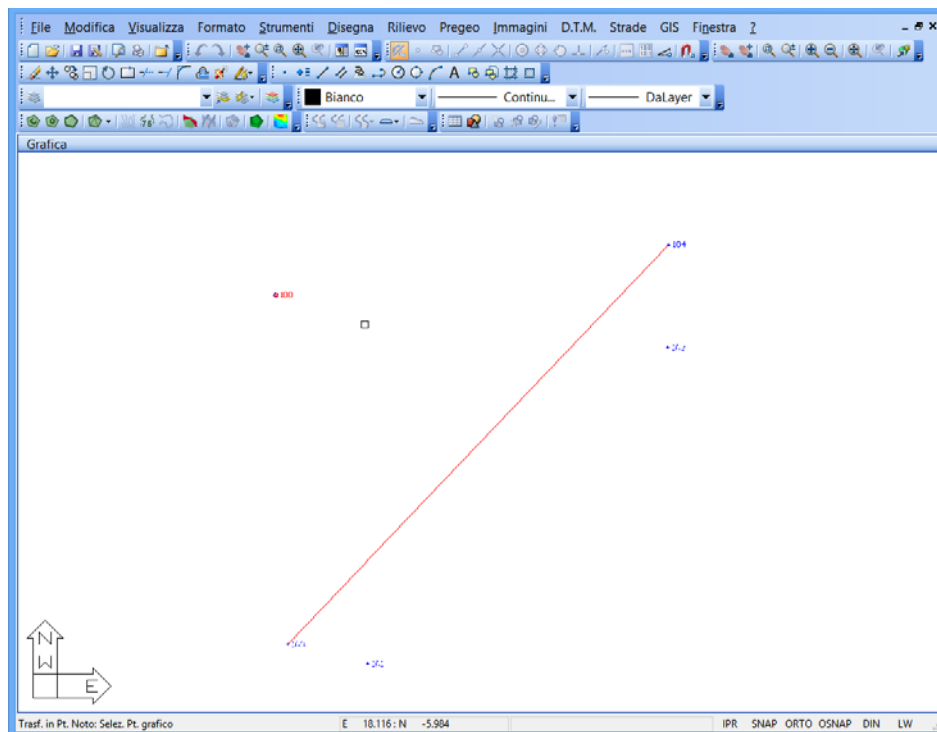 File Modifica Visualizza Formato Strumenti Disegna Rilievo Pregeo Immagini D.T.M. Strade GIS Finestra ?
Bianco Continu... DaLayer
Grafica
104
100
N
W
E
Trasf. in Pt. Noto: Selez. Pt. grafico E 18.116 : N -5.984 IPR SNAP ORTO OSNAP DIN LW